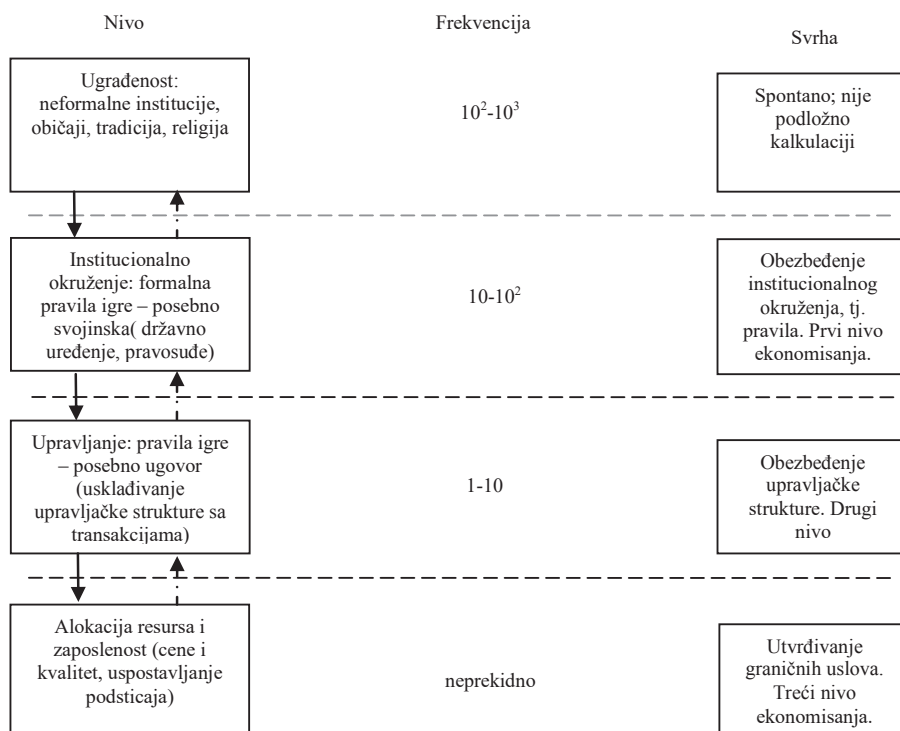 Nivo
Frekvencija
Svrha
Ugrađenost:
neformalne institucije,
običaji, tradicija, religija
10²-10³
Spontano; nije
podložno
kalkulaciji
Institucionalno
okruženje: formalna
pravila igre – posebno
svojinska( državno
uređenje, pravosuđe)
10-10²
Obezbeđenje
institucionalnog
okruženja, tj.
pravila. Prvi nivo
ekonomisanja.
Upravljanje: pravila igre
– posebno ugovor
(usklađivanje
upravljačke strukture sa
transakcijama)
1-10
Obezbeđenje
upravljačke
strukture. Drugi
nivo
Alokacija resursa i
zaposlenost (cene i
kvalitet, uspostavljanje
podsticaja)
neprekidno
Utvrđivanje
graničnih uslova.
Treći nivo
ekonomisanja.